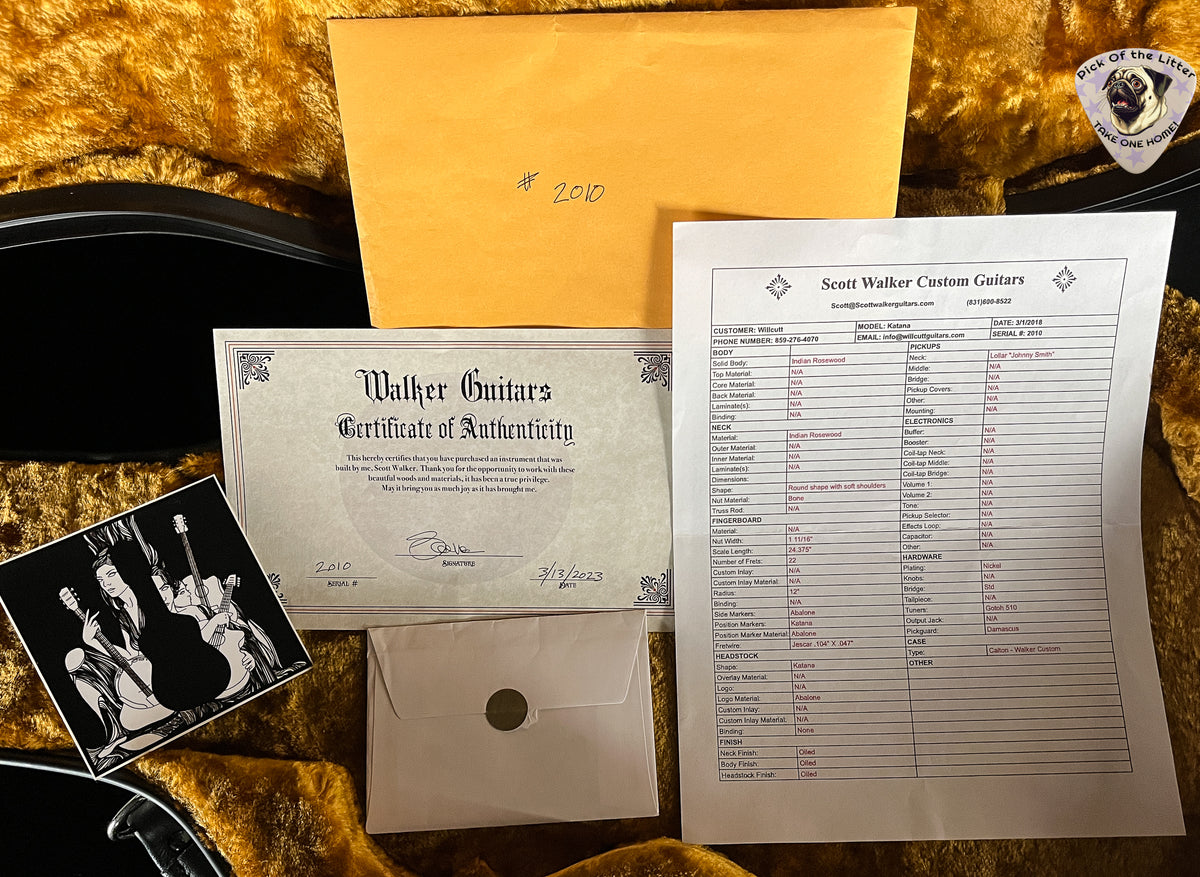 Pick Of the Litter
TAKE ONE HOME!
# 2010
Walker Guitars
Certificate of Authenticity
This hereby certifies that you have purchased an instrument that was
built by me, Scott Walker. Thank you for the opportunity to work with these
beautiful woods and materials, it has been a true privilege.
May it bring you as much joy as it has brought me.
SIGNATURE
2010
SERIAL #
3/13/2023
DATE
Scott Walker Custom Guitars
Scott@Scottwalkerguitars.com (831)600-8522
CUSTOMER: Willcutt MODEL: Katana DATE: 3/1/2018
PHONE NUMBER: 859-276-4070 EMAIL: info@willcuttguitars.com SERIAL #: 2010
BODY
Solid Body: Indian Rosewood
Top Material: N/A
Core Material: N/A
Back Material: N/A
Laminate(s): N/A
Binding: N/A
NECK
Material: Indian Rosewood
Outer Material: N/A
Inner Material: N/A
Laminate(s): N/A
Dimensions:
Shape: Round shape with soft shoulders
Nut Material: Bone
Truss Rod: N/A
FINGERBOARD
Material: N/A
Nut Width: 1.11/16"
Scale Length: 24.375"
Number of Frets: 22
Custom Inlay: N/A
Custom Inlay Material: N/A
Radius: 12"
Binding: N/A
Side Markers: Abalone
Position Markers: Katana
Position Marker Material: Abalone
Fretwire: Jescar .104" X .047"
HEADSTOCK
Shape: Katana
Overlay Material: N/A
Logo: N/A
Logo Material: Abalone
Custom Inlay: N/A
Custom Inlay Material: N/A
Binding: None
FINISH
Neck Finish: Oiled
Body Finish: Oiled
Headstock Finish: Oiled
PICKUPS
Neck: Lollar "Johnny Smith"
Middle: N/A
Bridge: N/A
Pickup Covers: N/A
Other: N/A
Mounting: N/A
ELECTRONICS
Buffer: N/A
Booster: N/A
Coil-tap Neck: N/A
Coil-tap Middle: N/A
Coil-tap Bridge: N/A
Volume 1: N/A
Volume 2: N/A
Tone: N/A
Pickup Selector: N/A
Effects Loop: N/A
Capacitor: N/A
Other: N/A
HARDWARE
Plating: Nickel
Knobs: N/A
Bridge: Std
Tailpiece: N/A
Tuners: Gotoh 510
Output Jack: N/A
Pickguard: Damascus
CASE
Type: Calton - Walker Custom
OTHER